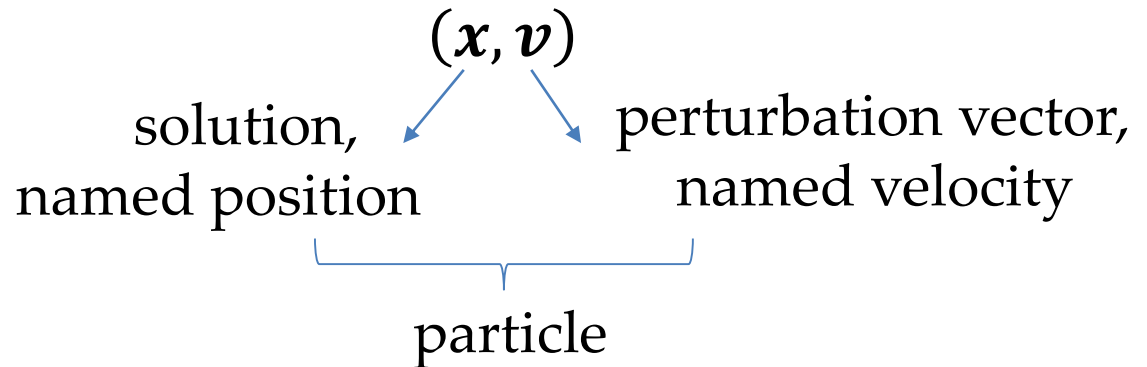 (x, v)
solution,
named position
perturbation vector,
named velocity
particle